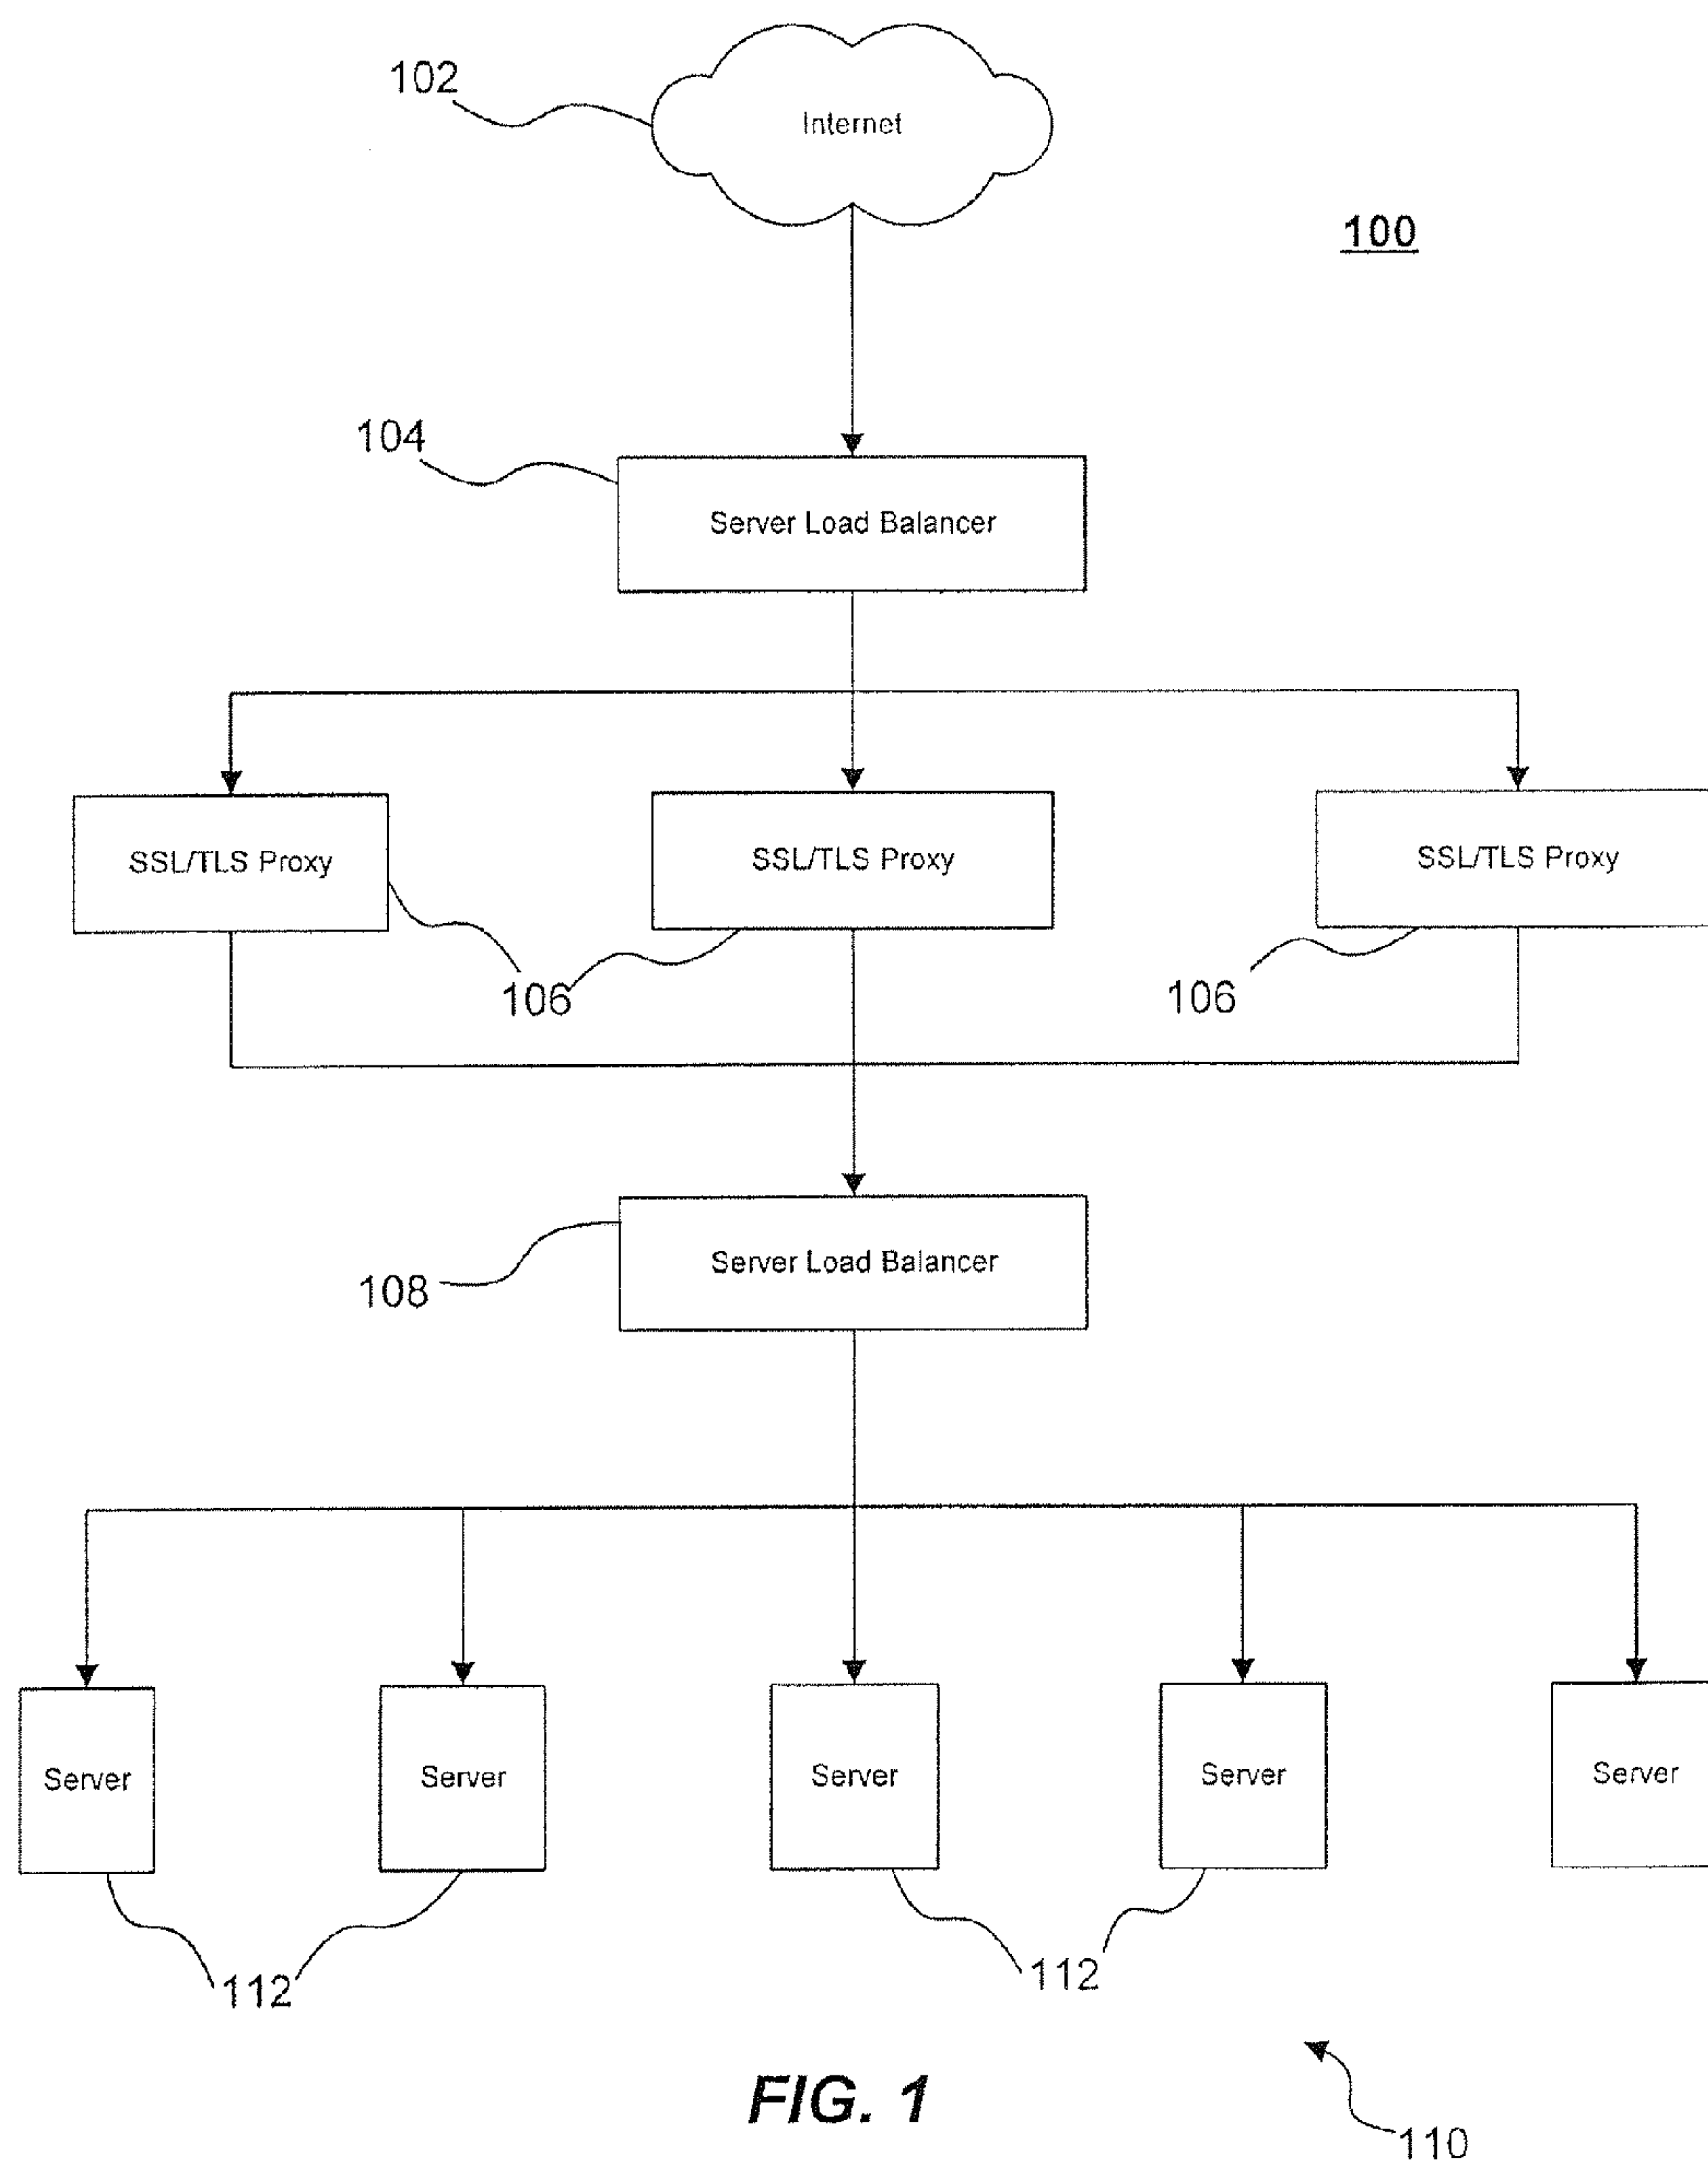 102
Internet
100
104
Server Load Balancer
SSL/TLS Proxy
SSL/TLS Proxy
SSL/TLS Proxy
106
106
Server Load Balancer
108
Server
Server
Server
Server
Server
112
112
FIG. 1
110